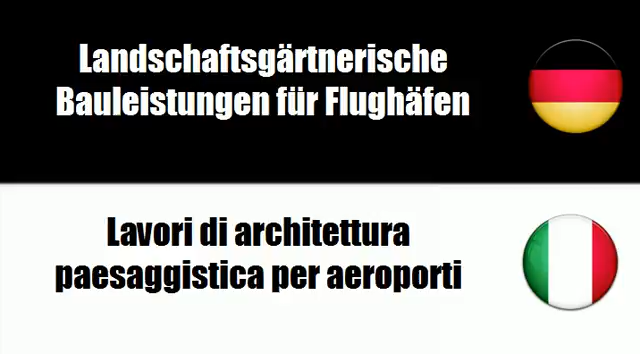 Landschaftsgärtnerische
Bauleistungen für Flughäfen
Lavori di architettura
paesaggistica per aeroporti